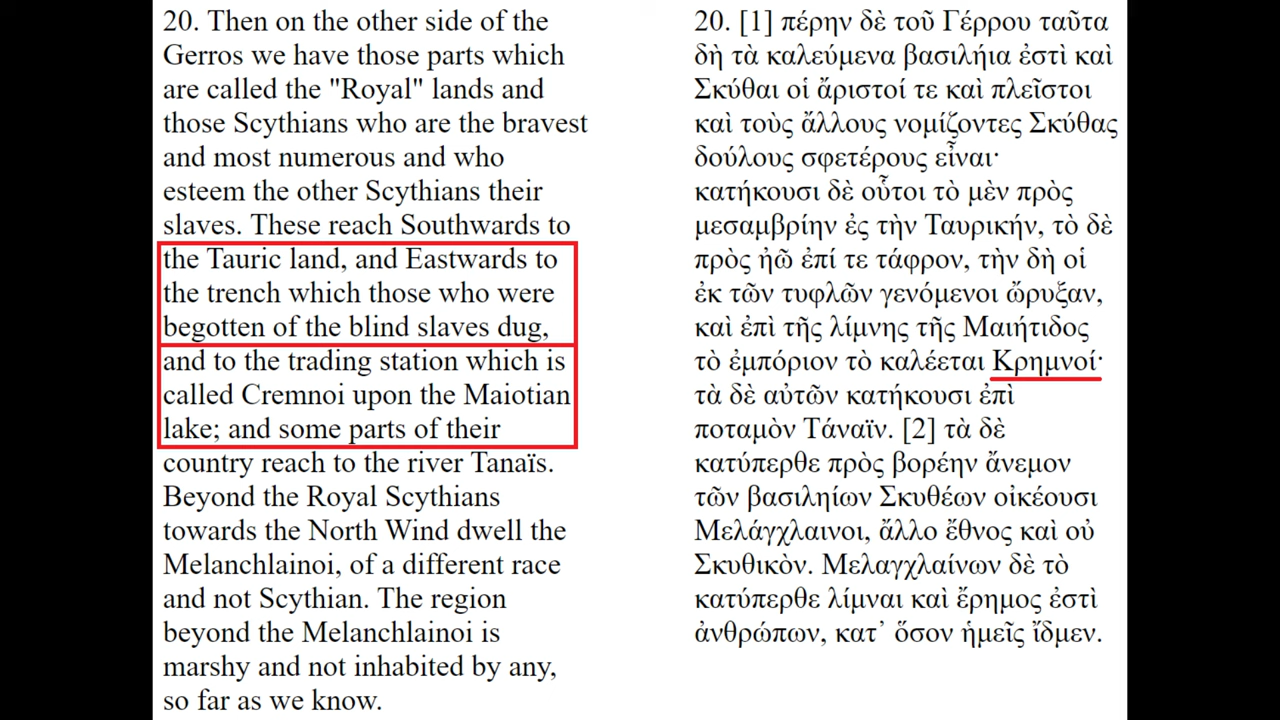 20. Then on the other side of the
Gerros we have those parts which
are called the "Royal" lands and
those Scythians who are the bravest
and most numerous and who
esteem the other Scythians their
slaves. These reach Southwards to
the Tauric land, and Eastwards to
the trench which those who were
begotten of the blind slaves dug,
and to the trading station which is
called Cremnoi upon the Maiotian
lake; and some parts of their
country reach to the river Tanaïs.
Beyond the Royal Scythians
towards the North Wind dwell the
Melanchlainoi, of a different race
and not Scythian. The region
beyond the Melanchlainoi is
marshy and not inhabited by any,
so far as we know.
20. [1] πέρην δὲ τοῦ Γέρρου ταῦτα
δὴ τὰ καλεύμενα βασιλήια ἐστὶ καὶ
Σκύθαι οἱ ἄριστοί τε καὶ πλεῖστοι
καὶ τοὺς ἄλλους νομίζοντες Σκύθας
δούλους σφετέρους εἶναι·
κατήκουσι δὲ οὗτοι τὸ μὲν πρὸς
μεσαμβρίην ἐς τὴν Ταυρικήν, τὸ δὲ
πρὸς ἠῶ ἐπί τε τάφρον, τὴν δὴ οἱ
ἐκ τῶν τυφλῶν γενόμενοι ὤρυξαν,
καὶ ἐπὶ τῆς λίμνης τῆς Μαιήτιδος
τὸ ἐμπόριον τὸ καλέεται Κρημνοί·
τὰ δὲ αὐτῶν κατήκουσι ἐπὶ
ποταμὸν Τάναϊν. [2] τὰ δὲ
κατύπερθε πρὸς βορέην ἄνεμον
τῶν βασιληίων Σκυθέων οἰκέουσι
Μελάγχλαινοι, ἄλλο ἔθνος καὶ οὐ
Σκυθικὸν. Μελαγχλαίνων δὲ τὸ
κατύπερθε λίμναι καὶ ἔρημος ἐστὶ
ἀνθρώπων, κατ᾽ ὅσον ἡμεῖς ἴδμεν.